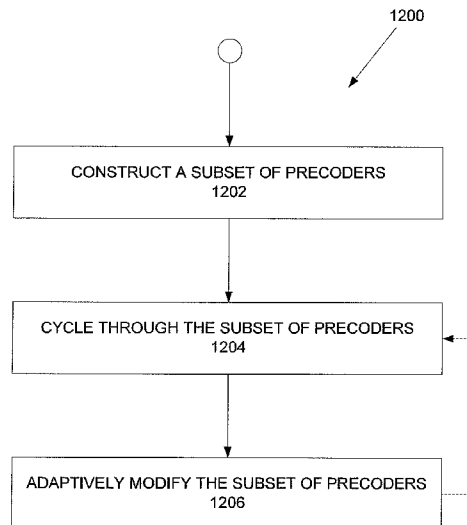 1200
CONSTRUCT A SUBSET OF PRECODERS
1202
CYCLE THROUGH THE SUBSET OF PRECODERS
1204
ADAPTIVELY MODIFY THE SUBSET OF PRECODERS
1206